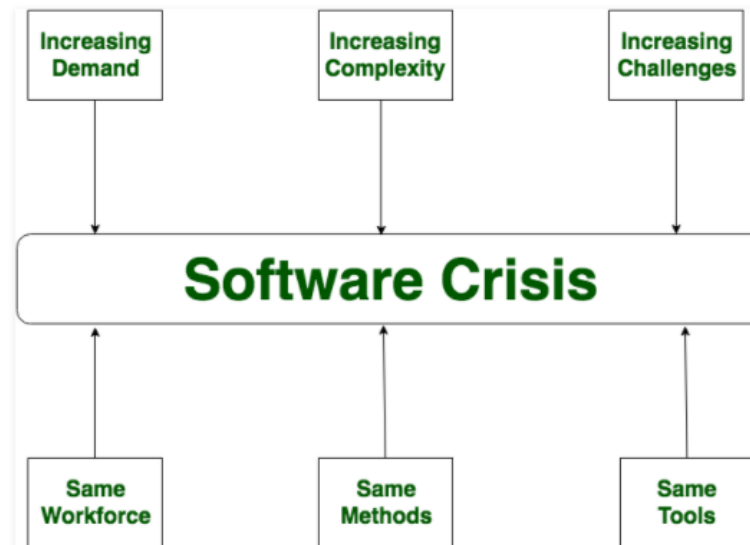 Increasing
Demand
Increasing
Complexity
Increasing
Challenges
Software Crisis
Same
Workforce
Same
Methods
Same
Tools